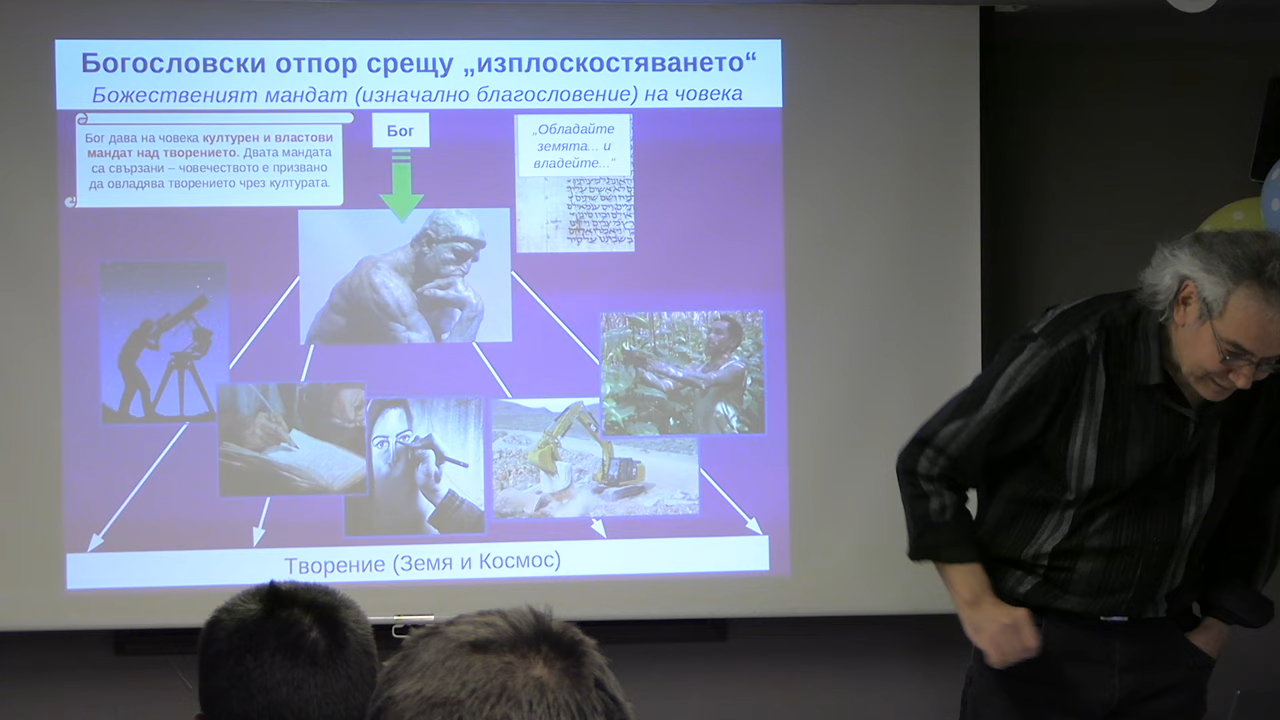 Богословски отпор срещу „изплоскостяването“
Божественият мандат (изначално благословение) на човека
Бог дава на човека културен и властови
мандат над творението. Двата мандата
са свързани – човечеството е призвано
да овладява творението чрез културата.
Бог
„Обладайте
земята... и
владейте...“
Творение (Земя и Космос)